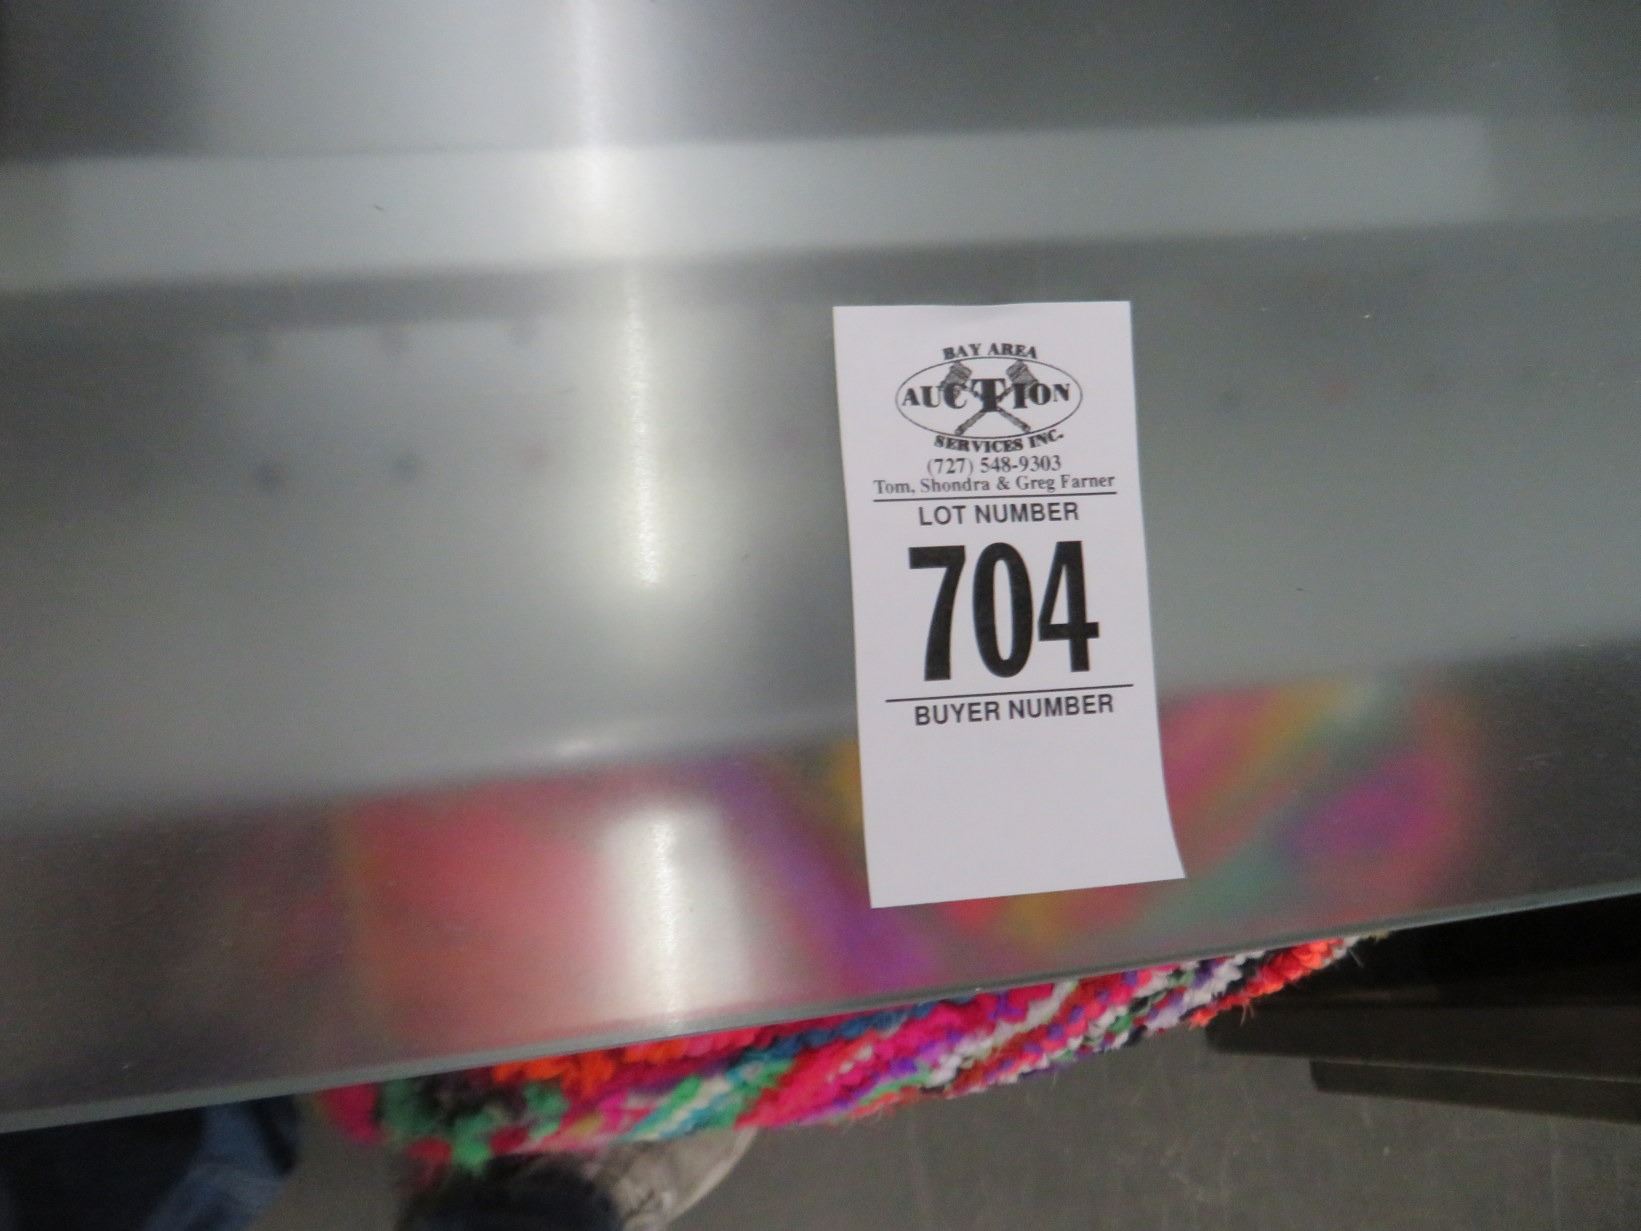 BAY AREA
AUCTION
SERVICES INC.
(727) 548-9303
Tom, Shondra & Greg Farner
LOT NUMBER
704
BUYER NUMBER